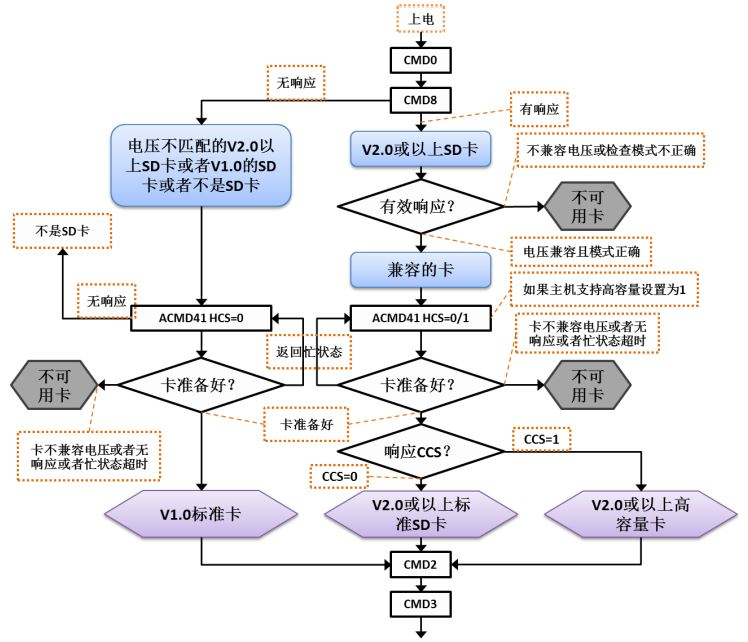 上电
CMD0
无响应
CMD8
有响应
电压不匹配的V2.0以
上SD卡或者V1.0的SD
卡或者不是SD卡
V2.0或以上SD卡
不兼容电压或检查模式不正确
有效响应？
不可
用卡
不是SD卡
电压兼容且模式正确
兼容的卡
无响应
如果主机支持高容量设置为1
ACMD41 HCS=0
ACMD41 HCS=0/1
卡不兼容电压或者无
响应或者忙状态超时
返回忙状态
不可
用卡
卡准备好？
卡准备好？
不可
用卡
卡准备好
卡不兼容电压或者无
响应或者忙状态超时
响应CCS？
CCS=1
CCS=0
V1.0标准卡
V2.0或以上标
准SD卡
V2.0或以上高
容量卡
CMD2
CMD3